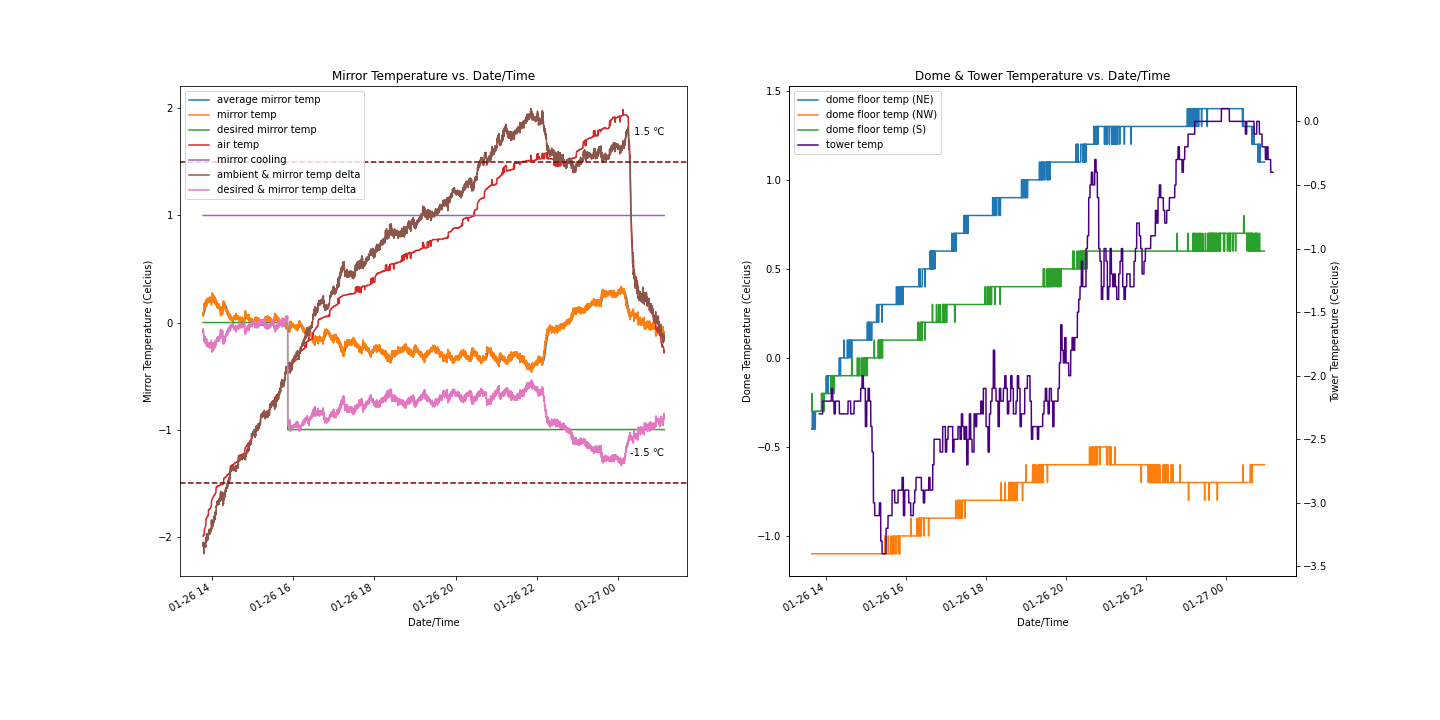 Mirror Temperature vs. Date/Time
average mirror temp
mirror temp
desired mirror temp
air temp
mirror cooling
ambient & mirror temp delta
desired & mirror temp delta
1.5 °C
-1.5 °C
2
1
0
−1
−2
Mirror Temperature (Celcius)
01-26 14
01-26 16
01-26 18
01-26 20
01-26 22
01-27 00
Date/Time
Dome & Tower Temperature vs. Date/Time
dome floor temp (NE)
dome floor temp (NW)
dome floor temp (S)
tower temp
1.5
1.0
0.5
0.0
−0.5
−1.0
Dome Temperature (Celcius)
0.0
−0.5
−1.0
−1.5
−2.0
−2.5
−3.0
−3.5
Tower Temperature (Celcius)
01-26 14
01-26 16
01-26 18
01-26 20
01-26 22
01-27 00
Date/Time